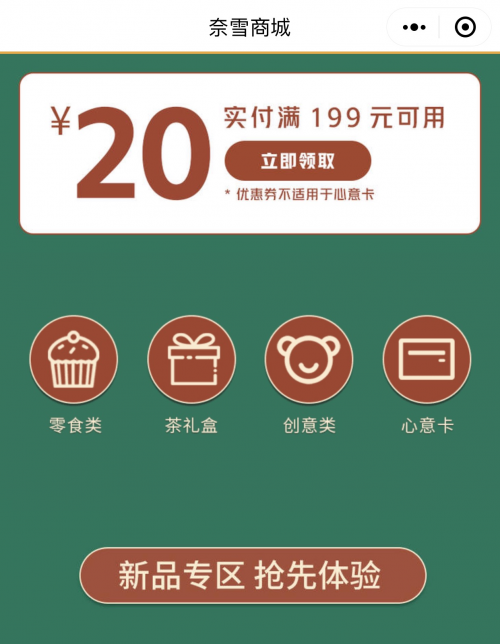 奈雪商城
¥20
实付满 199 元可用
立即领取
* 优惠券不适用于心意卡
零食类
茶礼盒
创意类
心意卡
新品专区 抢先体验